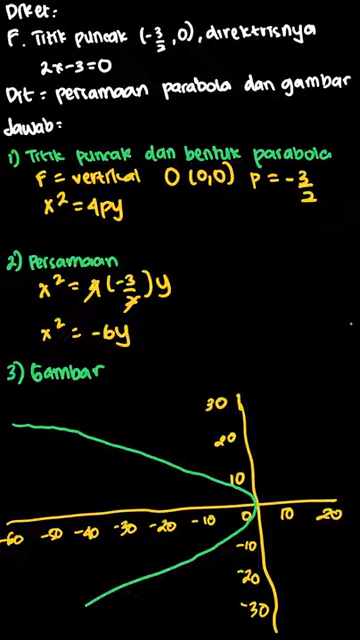 Diket:
F. Titik puncak (-3/3, 0), direktrisnya
2x-3=0
Dit = persamaan parabola dan gambar
Jawab=
1) Titik puncak dan bentuk parabola
F = vertikal O (0,0) P = -3/2
x² = 4py
2) Persamaan
x² = 4(-3/2)y
x² = -6y
3) Gambar
30
20
10
-60 -50 -40 -30 -20 -10 0 10 20
-10
-20
-30